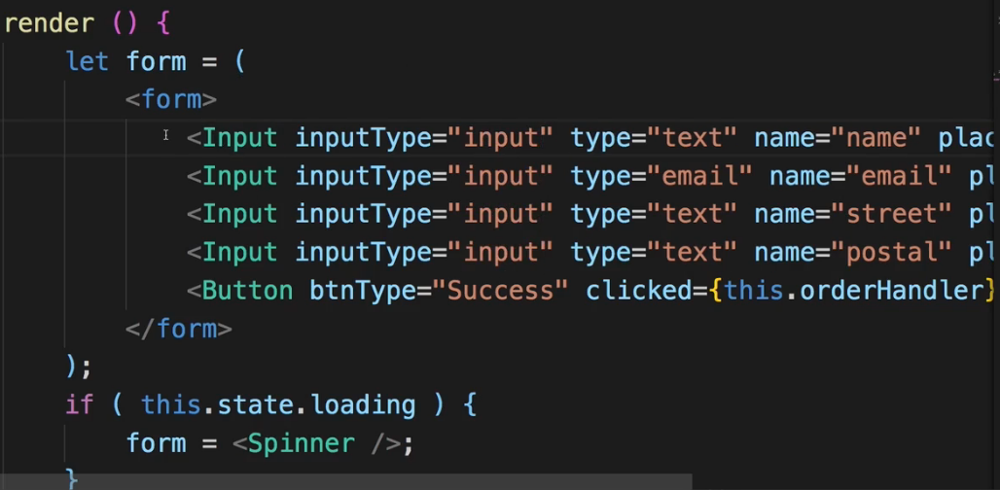 render () {
let form = (
<form>
<Input inputType="input" type="text" name="name" plac
<Input inputType="input" type="email" name="email" pl
<Input inputType="input" type="text" name="street" pl
<Input inputType="input" type="text" name="postal" pl
<Button btnType="Success" clicked={this.orderHandler}
</form>
);
if ( this.state.loading ) {
form = <Spinner />;
}